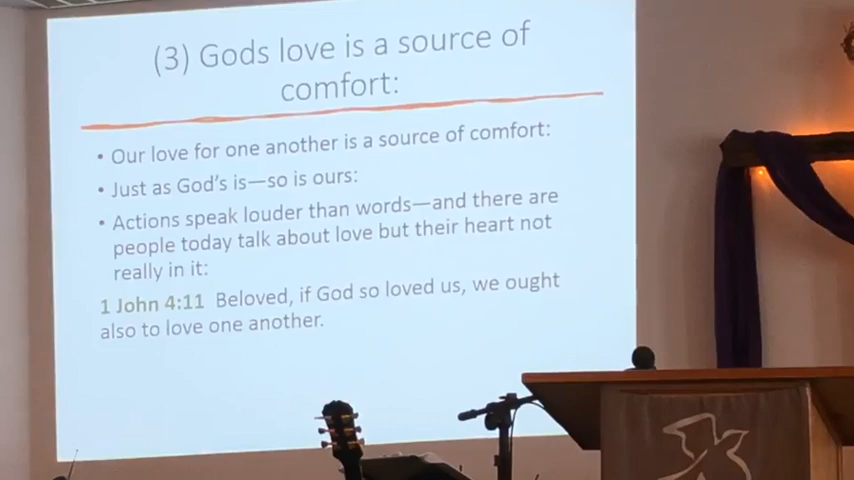 (3) Gods love is a source of
comfort:
• Our love for one another is a source of comfort:
• Just as God's is—so is ours:
• Actions speak louder than words—and there are
people today talk about love but their heart not
really in it:
1 John 4:11 Beloved, if God so loved us, we ought
also to love one another.